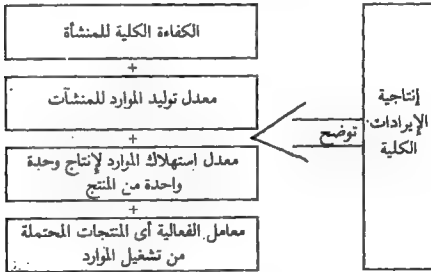 الكفاءة الكلية للمنشأة
+
معدل توليد الموارد للمنشآت
+
معدل إستهلاك الموارد لإنتاج وحدة
واحدة من المنتج
+
معامل الفعالية أى المنتجات المحتملة
من تشغيل الموارد
توضح
إنتاجية
الإيرادات
الكلية